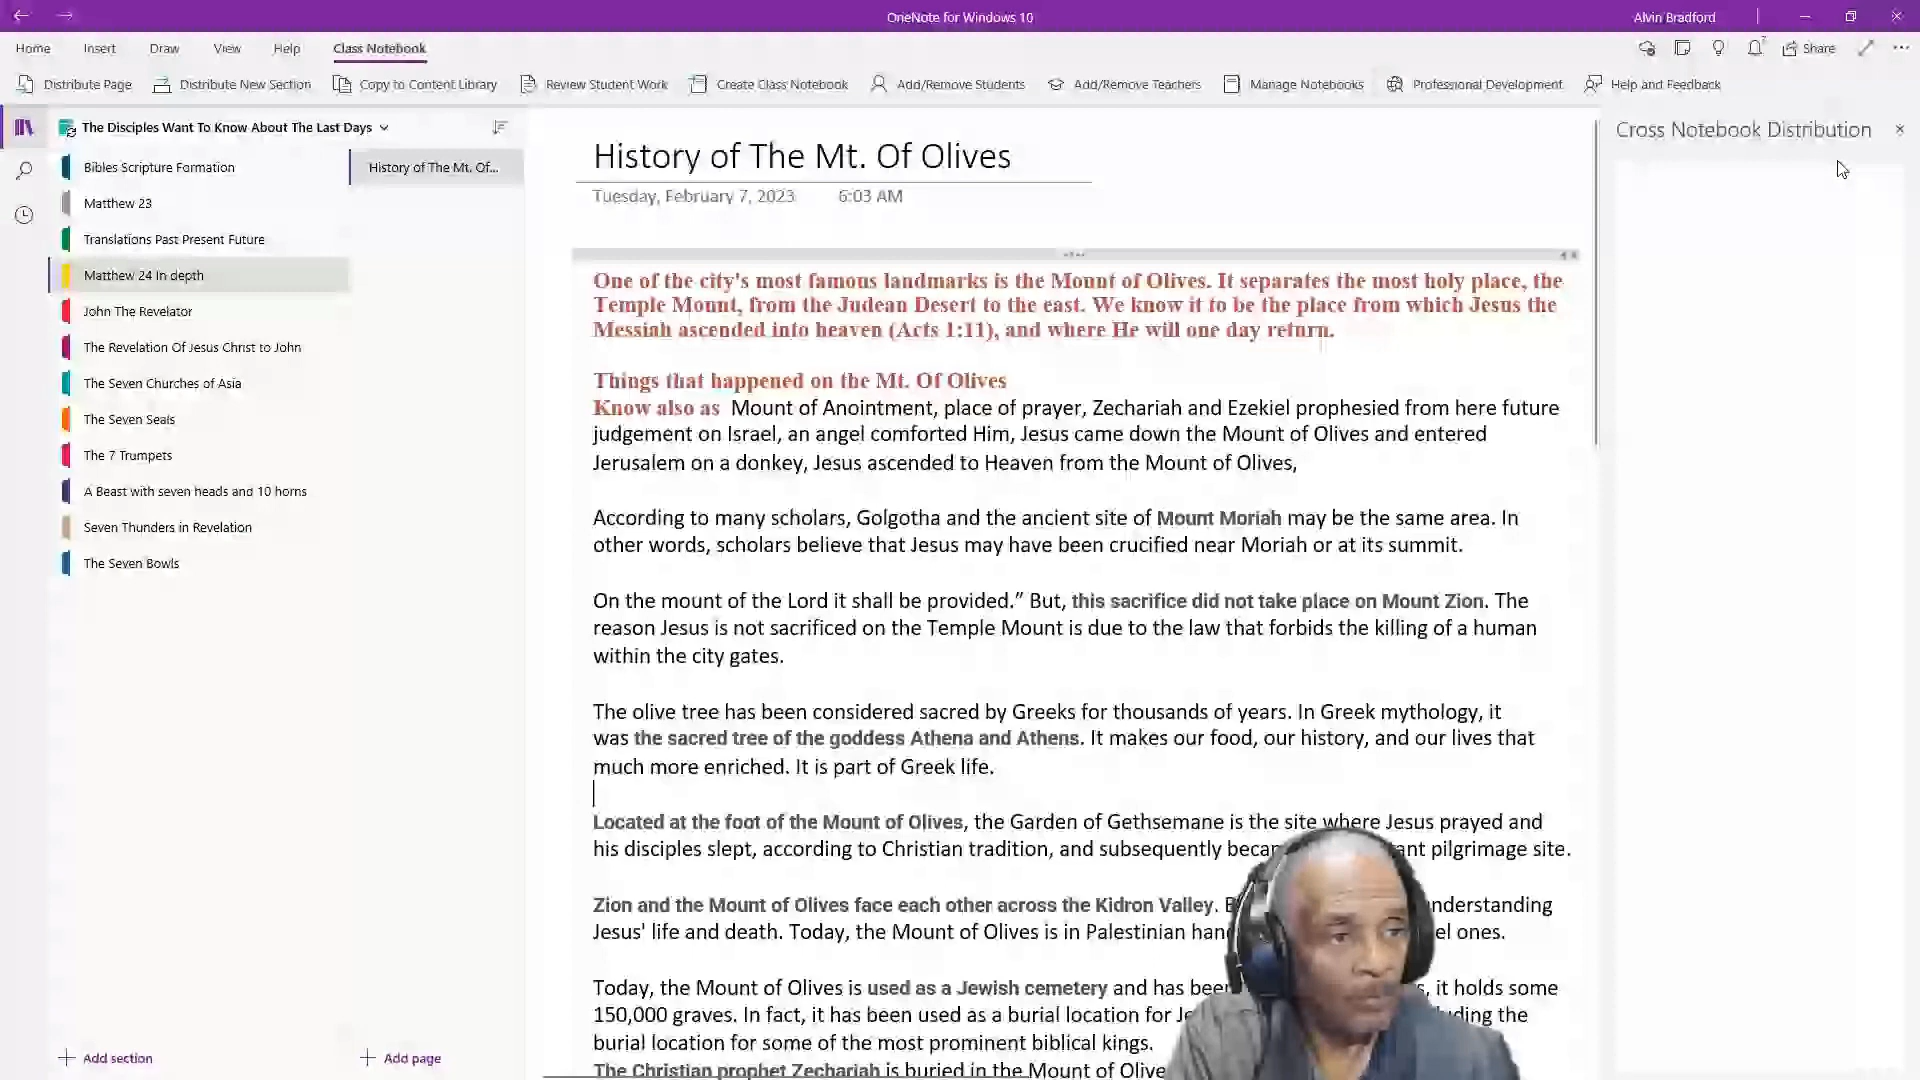 OneNote for Windows 10
Alvin Bradford
Home Insert Draw View Help Class Notebook
Share
Distribute Page Distribute New Section Copy to Content Library Review Student Work Create Class Notebook Add/Remove Students Add/Remove Teachers Manage Notebooks Professional Development Help and Feedback
The Disciples Want To Know About The Last Days
Bibles Scripture Formation
Matthew 23
Translations Past Present Future
Matthew 24 In depth
John The Revelator
The Revelation Of Jesus Christ to John
The Seven Churches of Asia
The Seven Seals
The 7 Trumpets
A Beast with seven heads and 10 horns
Seven Thunders in Revelation
The Seven Bowls
Add section
History of The Mt. Of...
Add page
History of The Mt. Of Olives
Tuesday, February 7, 2023 6:03 AM
One of the city's most famous landmarks is the Mount of Olives. It separates the most holy place, the
Temple Mount, from the Judean Desert to the east. We know it to be the place from which Jesus the
Messiah ascended into heaven (Acts 1:11), and where He will one day return.
Things that happened on the Mt. Of Olives
Know also as Mount of Anointment, place of prayer, Zechariah and Ezekiel prophesied from here future
judgement on Israel, an angel comforted Him, Jesus came down the Mount of Olives and entered
Jerusalem on a donkey, Jesus ascended to Heaven from the Mount of Olives,
According to many scholars, Golgotha and the ancient site of Mount Moriah may be the same area. In
other words, scholars believe that Jesus may have been crucified near Moriah or at its summit.
On the mount of the Lord it shall be provided.” But, this sacrifice did not take place on Mount Zion. The
reason Jesus is not sacrificed on the Temple Mount is due to the law that forbids the killing of a human
within the city gates.
The olive tree has been considered sacred by Greeks for thousands of years. In Greek mythology, it
was the sacred tree of the goddess Athena and Athens. It makes our food, our history, and our lives that
much more enriched. It is part of Greek life.
Located at the foot of the Mount of Olives, the Garden of Gethsemane is the site where Jesus prayed and
his disciples slept, according to Christian tradition, and subsequently pilgrimage site.
Zion and the Mount of Olives face each other across the Kidron Valley. understanding
Jesus' life and death. Today, the Mount of Olives is in Palestinian ones.
Today, the Mount of Olives is used as a Jewish cemetery and has it holds some
150,000 graves. In fact, it has been used as a burial location for the
burial location for some of the most prominent biblical kings.
The Christian prophet Zechariah is buried in the Mount of
Cross Notebook Distribution